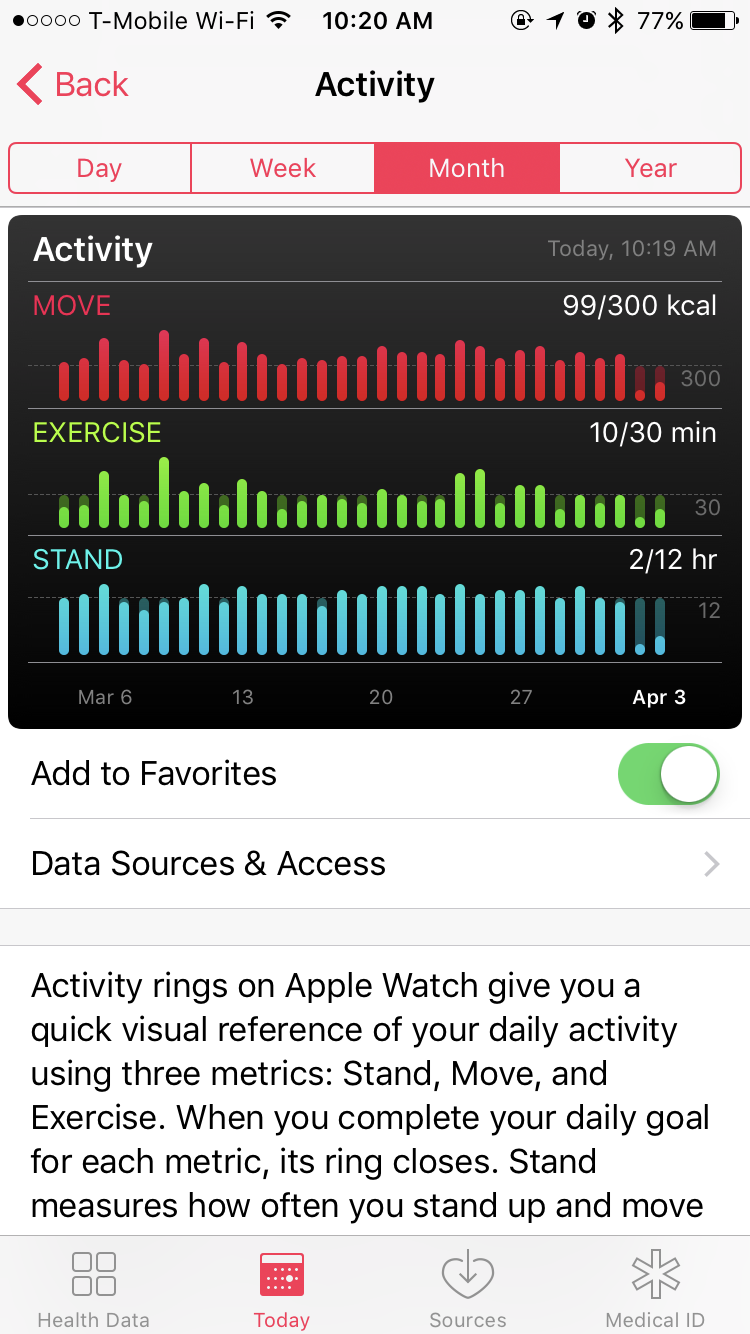 T-Mobile Wi-Fi 10:20 AM 77%
Back Activity
Day Week Month Year
Activity Today, 10:19 AM
MOVE 99/300 kcal
300
EXERCISE 10/30 min
30
STAND 2/12 hr
12
Mar 6 13 20 27 Apr 3
Add to Favorites
Data Sources & Access
Activity rings on Apple Watch give you a
quick visual reference of your daily activity
using three metrics: Stand, Move, and
Exercise. When you complete your daily goal
for each metric, its ring closes. Stand
measures how often you stand up and move
Health Data Today Sources Medical ID